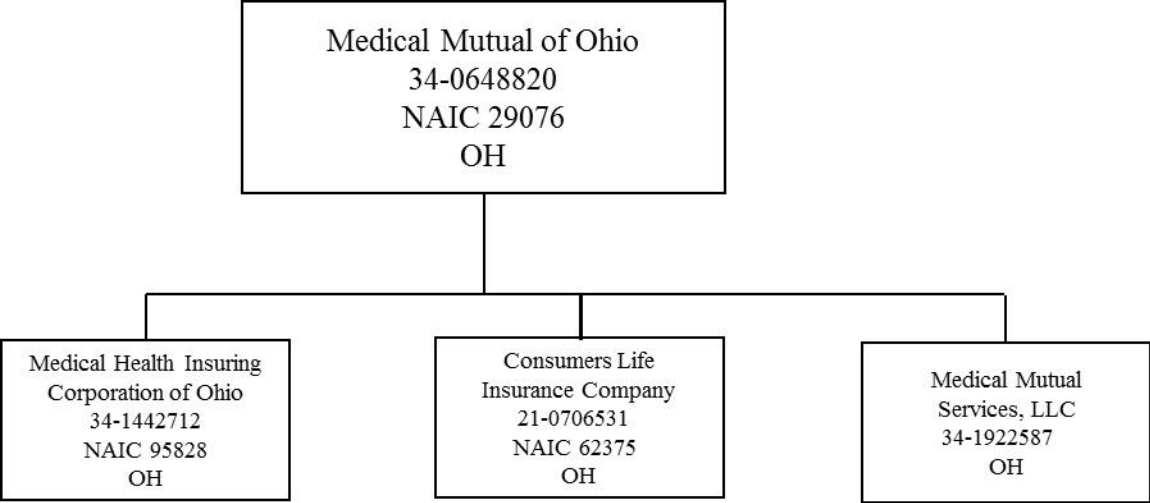 Medical Mutual of Ohio
34-0648820
NAIC 29076
OH
Medical Health Insuring
Corporation of Ohio
34-1442712
NAIC 95828
OH
Consumers Life
Insurance Company
21-0706531
NAIC 62375
OH
Medical Mutual
Services, LLC
34-1922587
OH